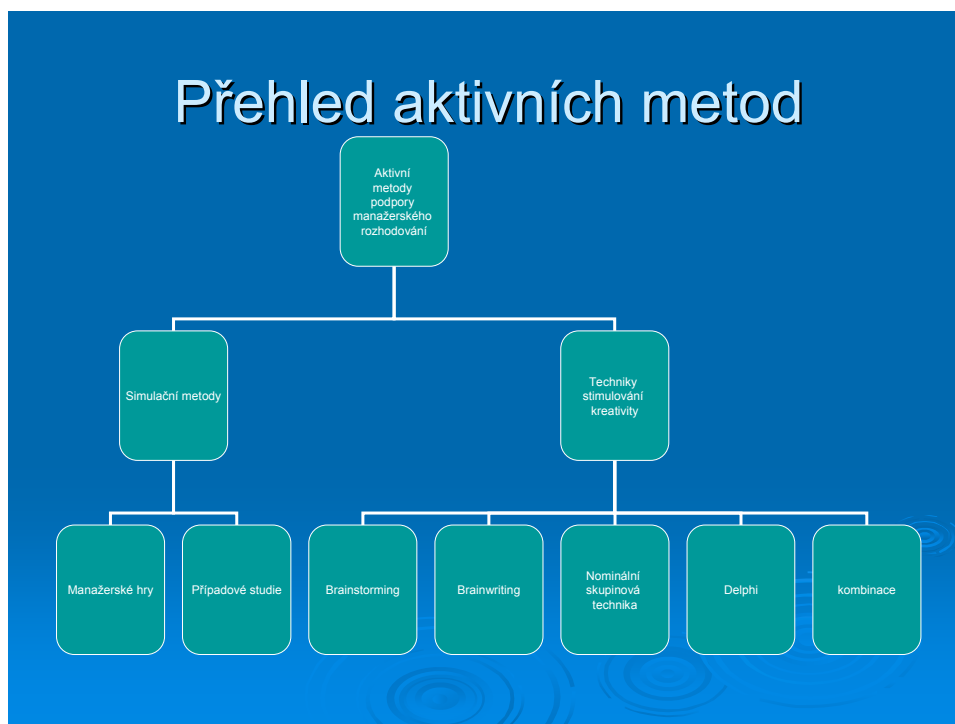 Přehled aktivních metod
Aktivní
metody
podpory
manažerského
rozhodování
Simulační metody
Techniky
stimulování
kreativity
Manažerské hry
Případové studie
Brainstorming
Brainwriting
Nominální
skupinová
technika
Delphi
kombinace